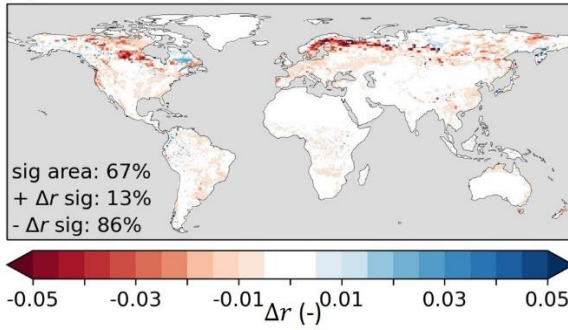 sig area: 67%
+ Δr sig: 13%
- Δr sig: 86%
-0.05 -0.03 -0.01 0.01 0.03 0.05
Δr (-)